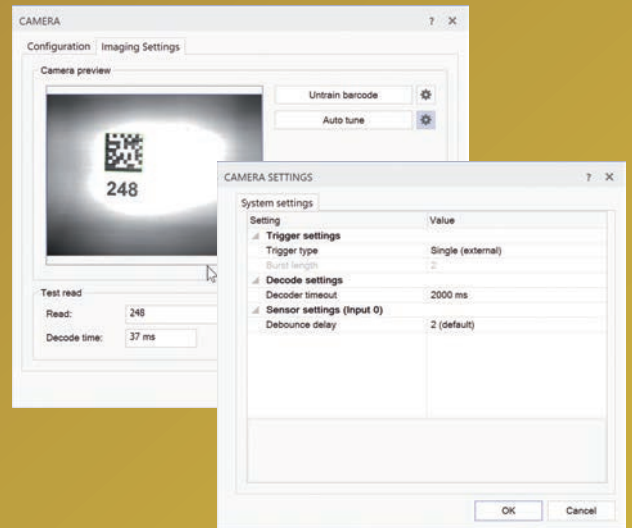 CAMERA ? ×
Configuration Imaging Settings
Camera preview
Untrain barcode
Auto tune
248
Test read
Read: 248
Decode time: 37 ms
CAMERA SETTINGS ? ×
System settings
Setting Value
Trigger settings
Trigger type Single (external)
Burst length 2
Decode settings
Decoder timeout 2000 ms
Sensor settings (Input 0)
Debounce delay 2 (default)
OK Cancel